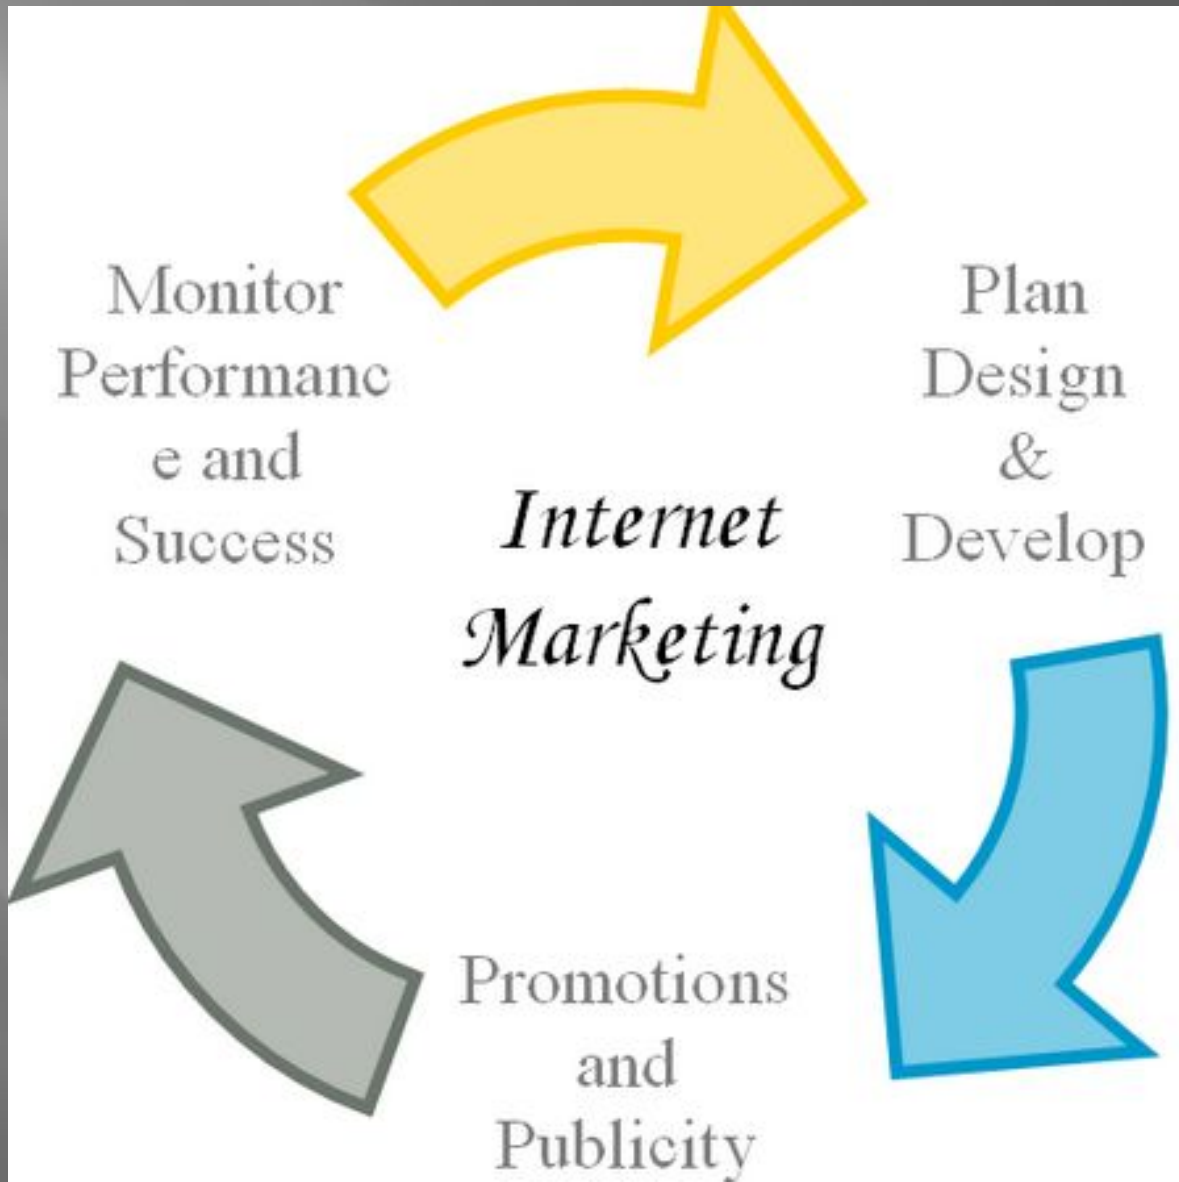 Monitor
Performanc
e and
Success
Plan
Design
&
Develop
Internet
Marketing
Promotions
and
Publicity